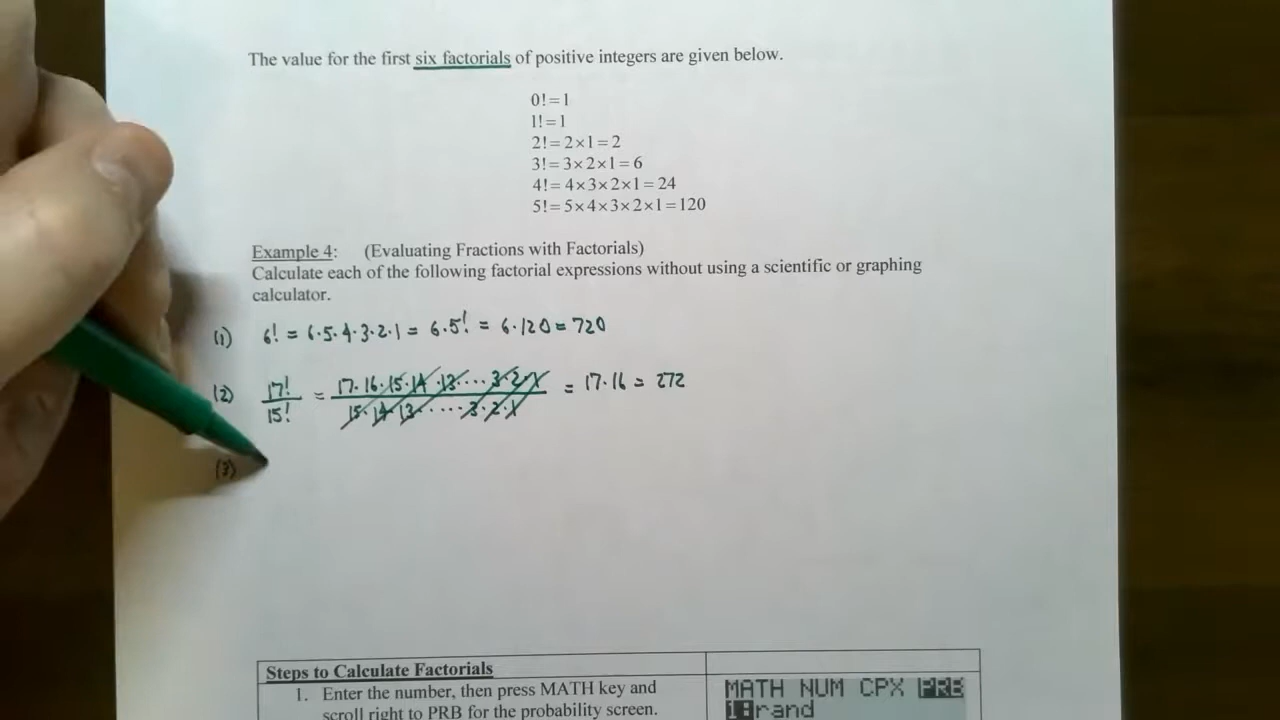 The value for the first six factorials of positive integers are given below.
0!=1
1!=1
2!=2×1=2
3!=3×2×1=6
4!=4×3×2×1=24
5!=5×4×3×2×1=120
Example 4: (Evaluating Fractions with Factorials)
Calculate each of the following factorial expressions without using a scientific or graphing
calculator.
(1) 6! = 6·5·4·3·2·1 = 6·5! = 6·120 = 720
(2) 17!/15! = 17·16·15·14·13····3·2·1/15·14·13·····3·2·1 = 17·16 = 272
(3)
Steps to Calculate Factorials
1. Enter the number, then press MATH key and
scroll right to PRB for the probability screen.
MATH NUM CPX PRB
1:rand